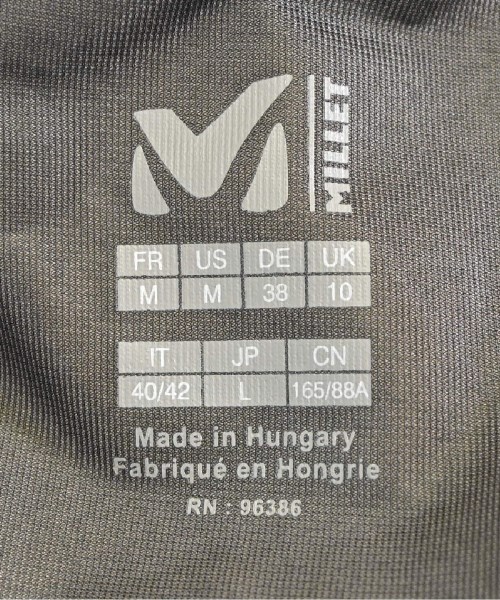 MILLET
FR US DE UK
M M 38 10
IT JP CN
40/42 L 165/88A
Made in Hungary
Fabriqué en Hongrie
RN : 96386